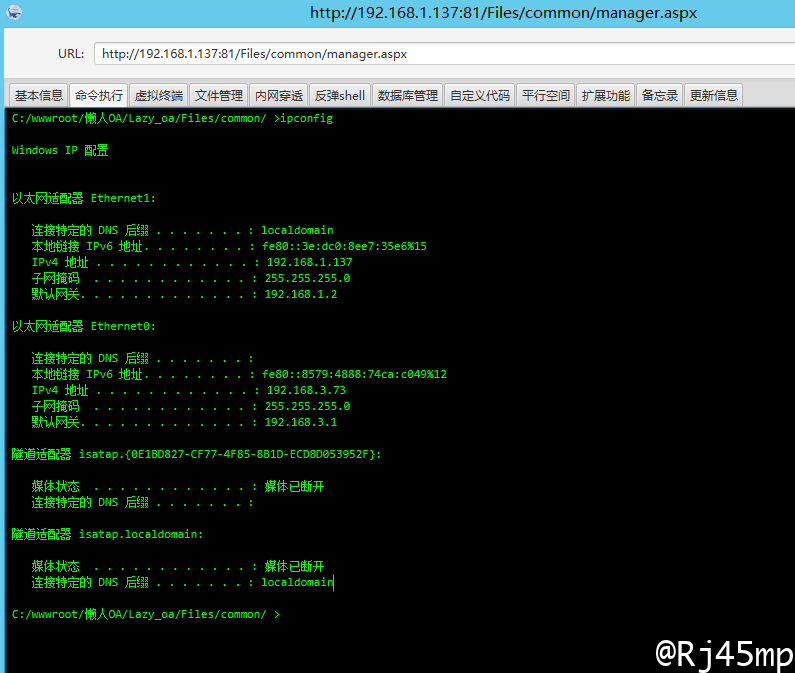 http://192.168.1.137:81/Files/common/manager.aspx
URL: http://192.168.1.137:81/Files/common/manager.aspx
基本信息 命令执行 虚拟终端 文件管理 内网穿透 反弹shell 数据库管理 自定义代码 平行空间 扩展功能 备忘录 更新信息
C:/wwwroot/懒人OA/Lazy_oa/Files/common/ >ipconfig
Windows IP 配置
以太网适配器 Ethernet1:
连接特定的 DNS 后缀 . . . . . . . : localdomain
本地链接 IPv6 地址. . . . . . . . : fe80::3e:dc0:8ee7:35e6%15
IPv4 地址 . . . . . . . . . . . . : 192.168.1.137
子网掩码 . . . . . . . . . . . . : 255.255.255.0
默认网关. . . . . . . . . . . . . : 192.168.1.2
以太网适配器 Ethernet0:
连接特定的 DNS 后缀 . . . . . . . :
本地链接 IPv6 地址. . . . . . . . : fe80::8579:4888:74ca:c049%12
IPv4 地址 . . . . . . . . . . . . : 192.168.3.73
子网掩码 . . . . . . . . . . . . : 255.255.255.0
默认网关. . . . . . . . . . . . . : 192.168.3.1
隧道适配器 isatap.{0E1BD827-CF77-4F85-8B1D-ECD8D053952F}:
媒体状态 . . . . . . . . . . . . : 媒体已断开
连接特定的 DNS 后缀 . . . . . . . :
隧道适配器 isatap.localdomain:
媒体状态 . . . . . . . . . . . . : 媒体已断开
连接特定的 DNS 后缀 . . . . . . . : localdomain
C:/wwwroot/懒人OA/Lazy_oa/Files/common/ >
@Rj45mp